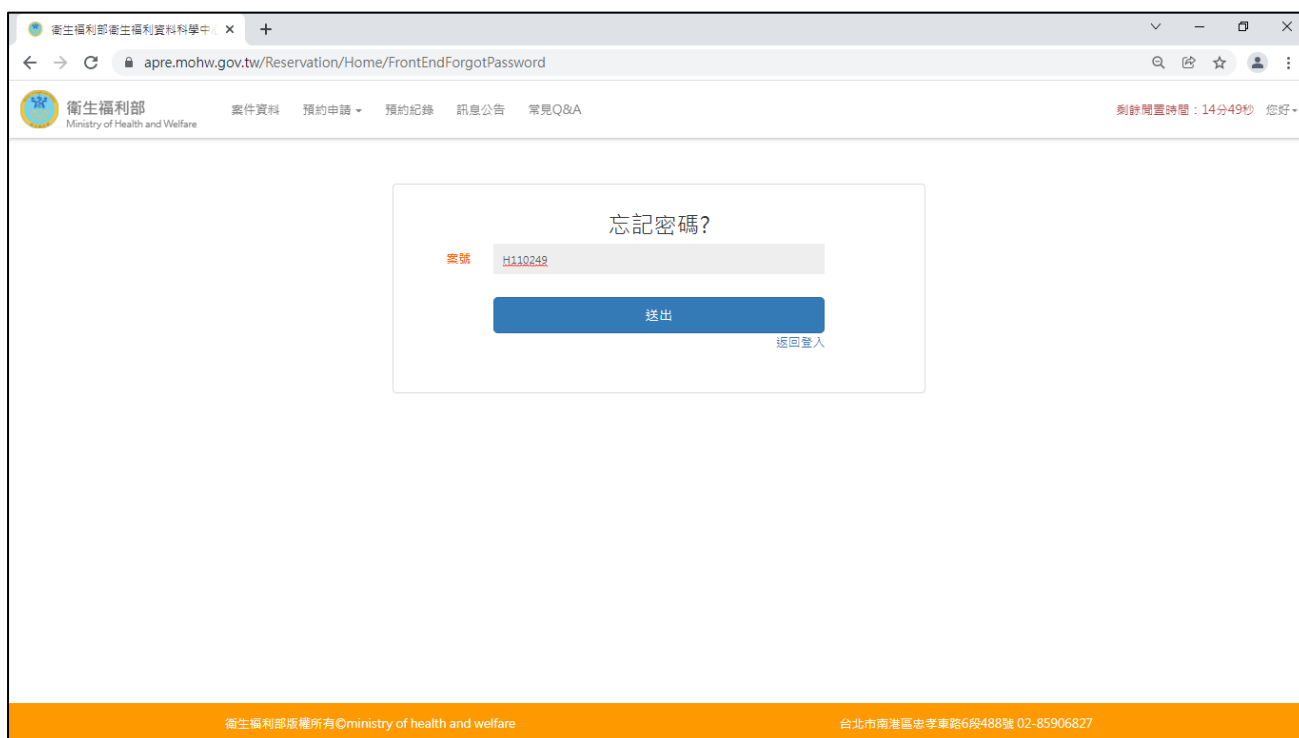 衛生福利部衛生福利資料科學中心
apre.mohw.gov.tw/Reservation/Home/FrontEndForgotPassword
衛生福利部
Ministry of Health and Welfare
案件資料 預約申請 預約紀錄 訊息公告 常見Q&A
剩餘閒置時間：14分49秒 您好
忘記密碼?
案號 H110249
送出
返回登入
衛生福利部版權所有©ministry of health and welfare 台北市南港區忠孝東路6段488號 02-85906827